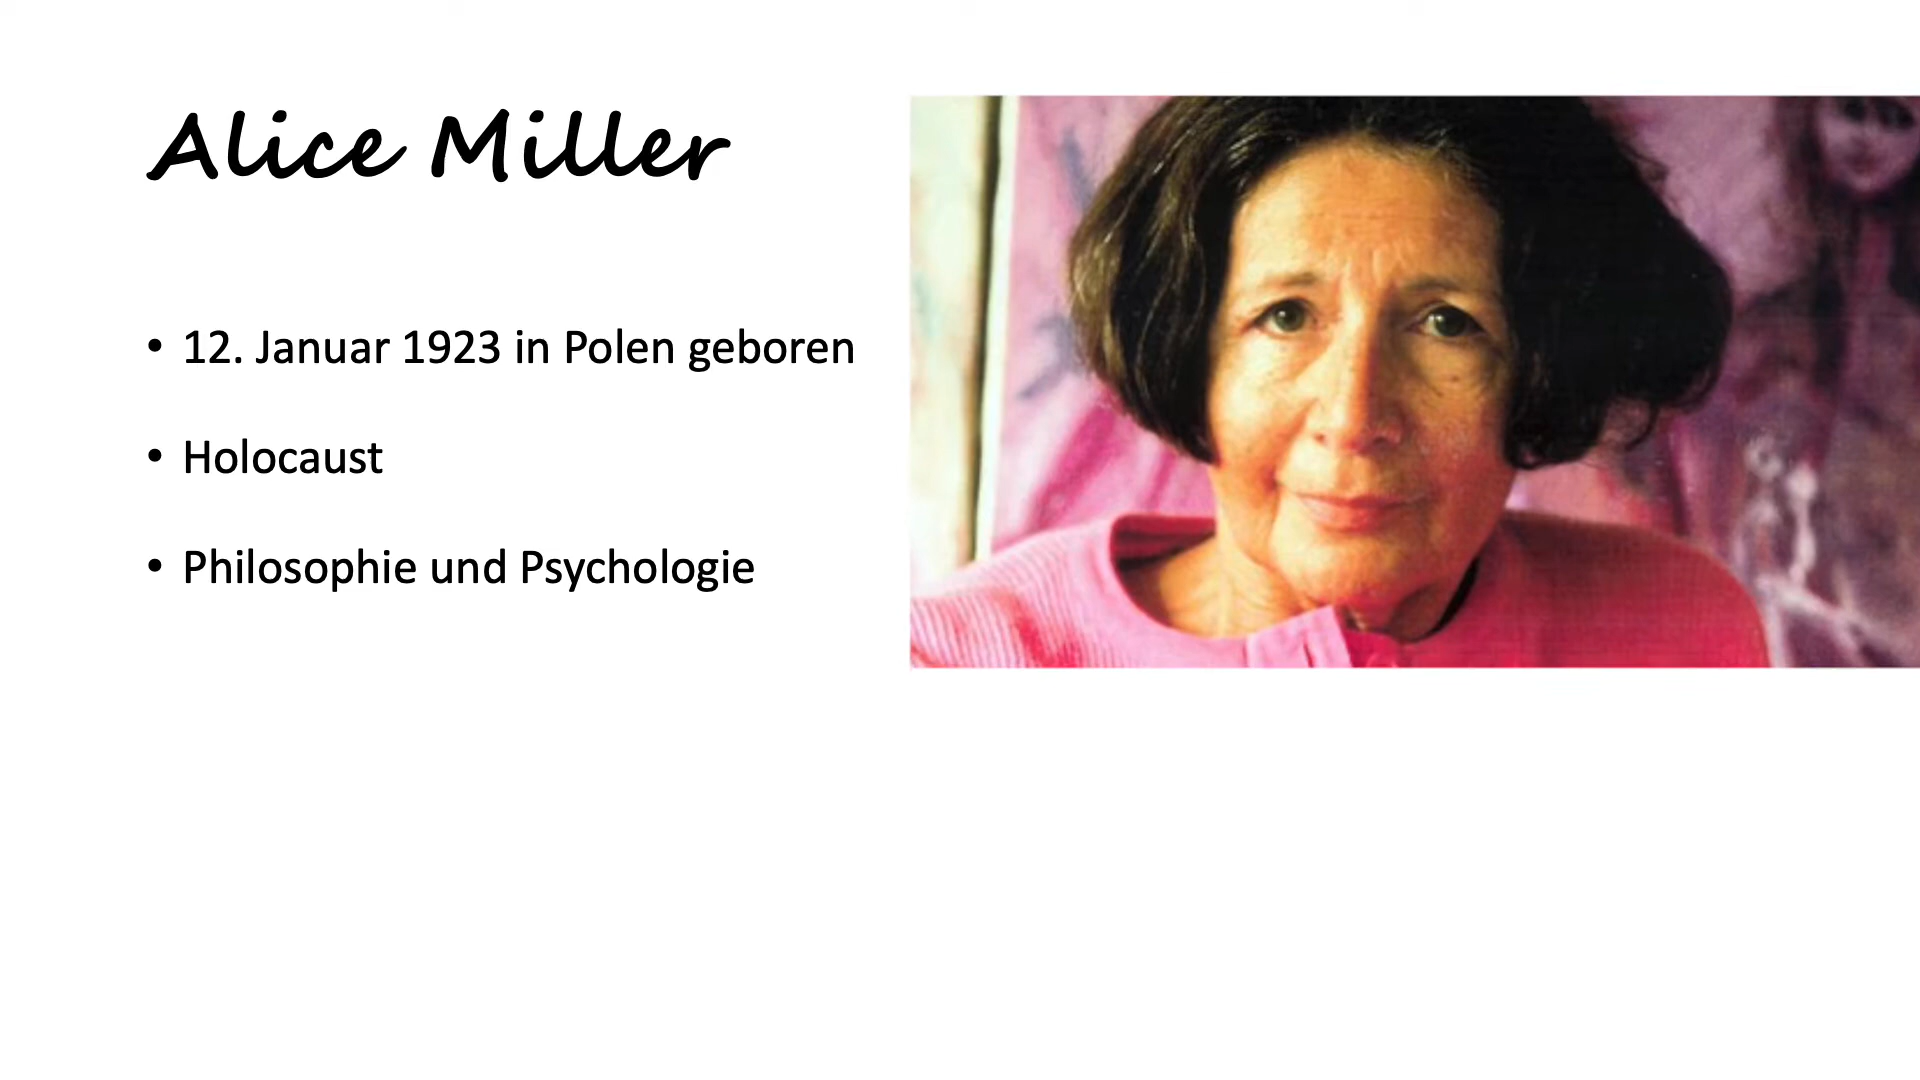 Alice Miller
• 12. Januar 1923 in Polen geboren
• Holocaust
• Philosophie und Psychologie